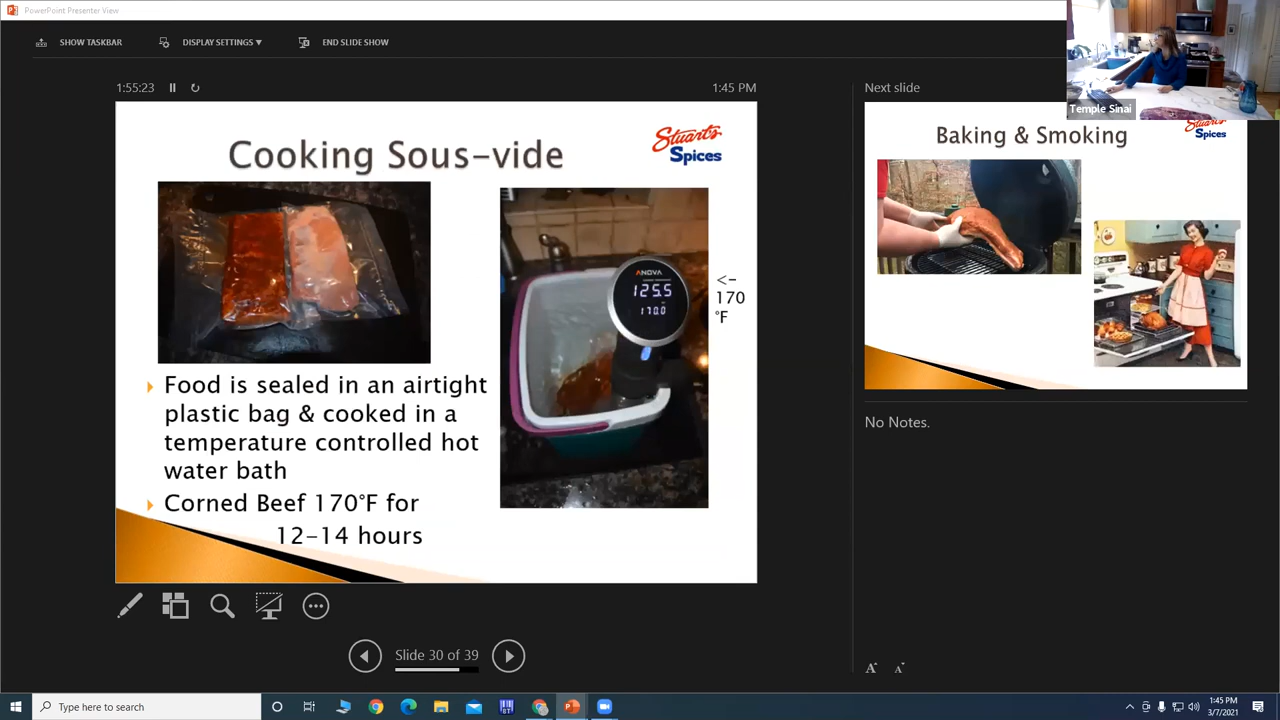 PowerPoint Presenter View
SHOW TASKBAR
DISPLAY SETTINGS ▼
END SLIDE SHOW
1:55:23
1:45 PM
Next slide
Temple Sinai
Cooking Sous-vide
Stuart's
Spices
ANOVA
125.5
170.0
<-
170
°F
Food is sealed in an airtight
plastic bag & cooked in a
temperature controlled hot
water bath
Corned Beef 170°F for
12-14 hours
Baking & Smoking
Stuart's
Spices
No Notes.
Slide 30 of 39
A
A
Type here to search
1:45 PM
3/7/2021